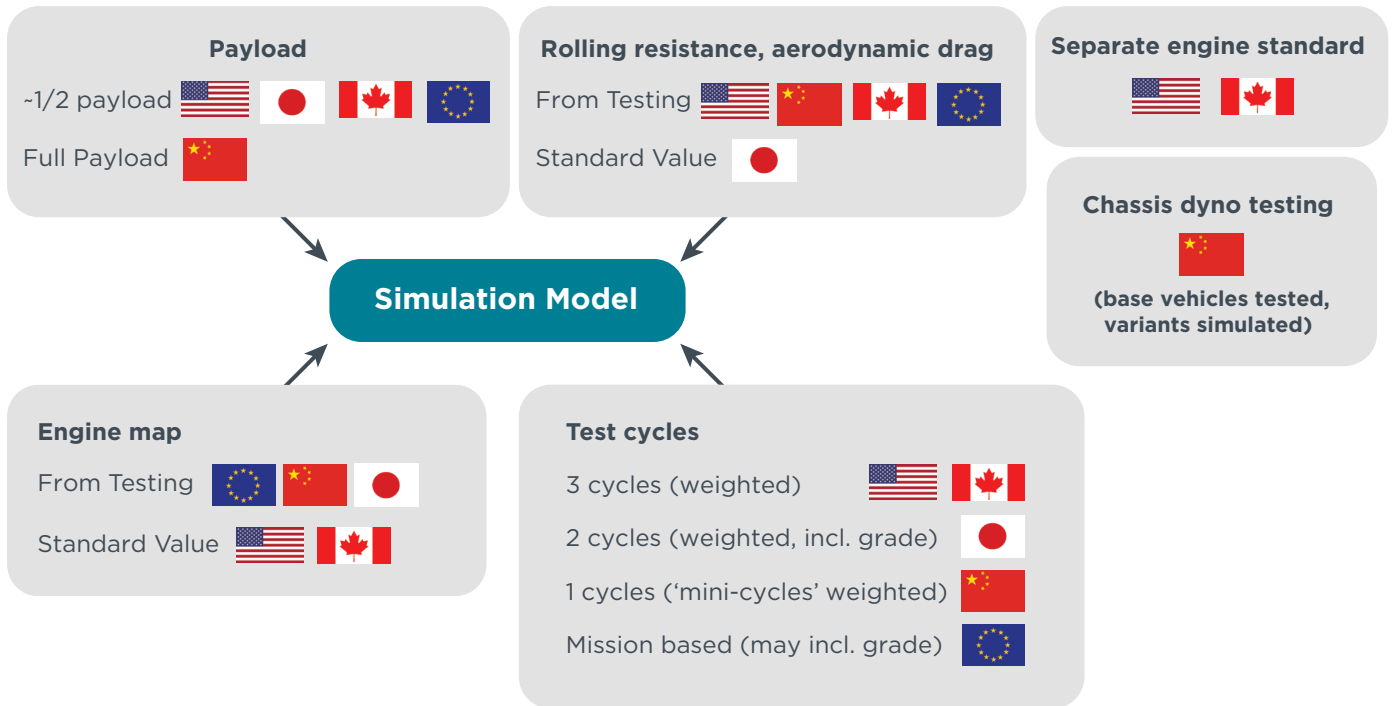 Payload
~1/2 payload
Full Payload
Rolling resistance, aerodynamic drag
From Testing
Standard Value
Separate engine standard
Chassis dyno testing
(base vehicles tested,
variants simulated)
Simulation Model
Engine map
From Testing
Standard Value
Test cycles
3 cycles (weighted)
2 cycles (weighted, incl. grade)
1 cycles (‘mini-cycles’ weighted)
Mission based (may incl. grade)